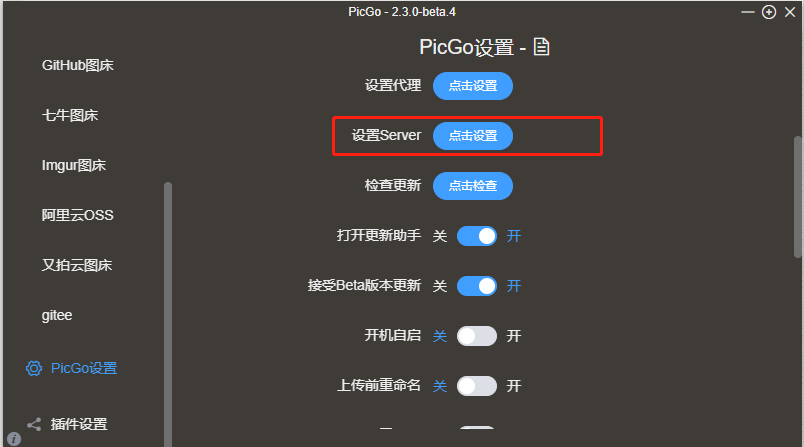 PicGo - 2.3.0-beta.4
GitHub图床
七牛图床
Imgur图床
阿里云OSS
又拍云图床
gitee
PicGo设置
插件设置
PicGo设置 -
设置代理 点击设置
设置Server 点击设置
检查更新 点击检查
打开更新助手 关 开
接受Beta版本更新 关 开
开机自启 关 开
上传前重命名 关 开